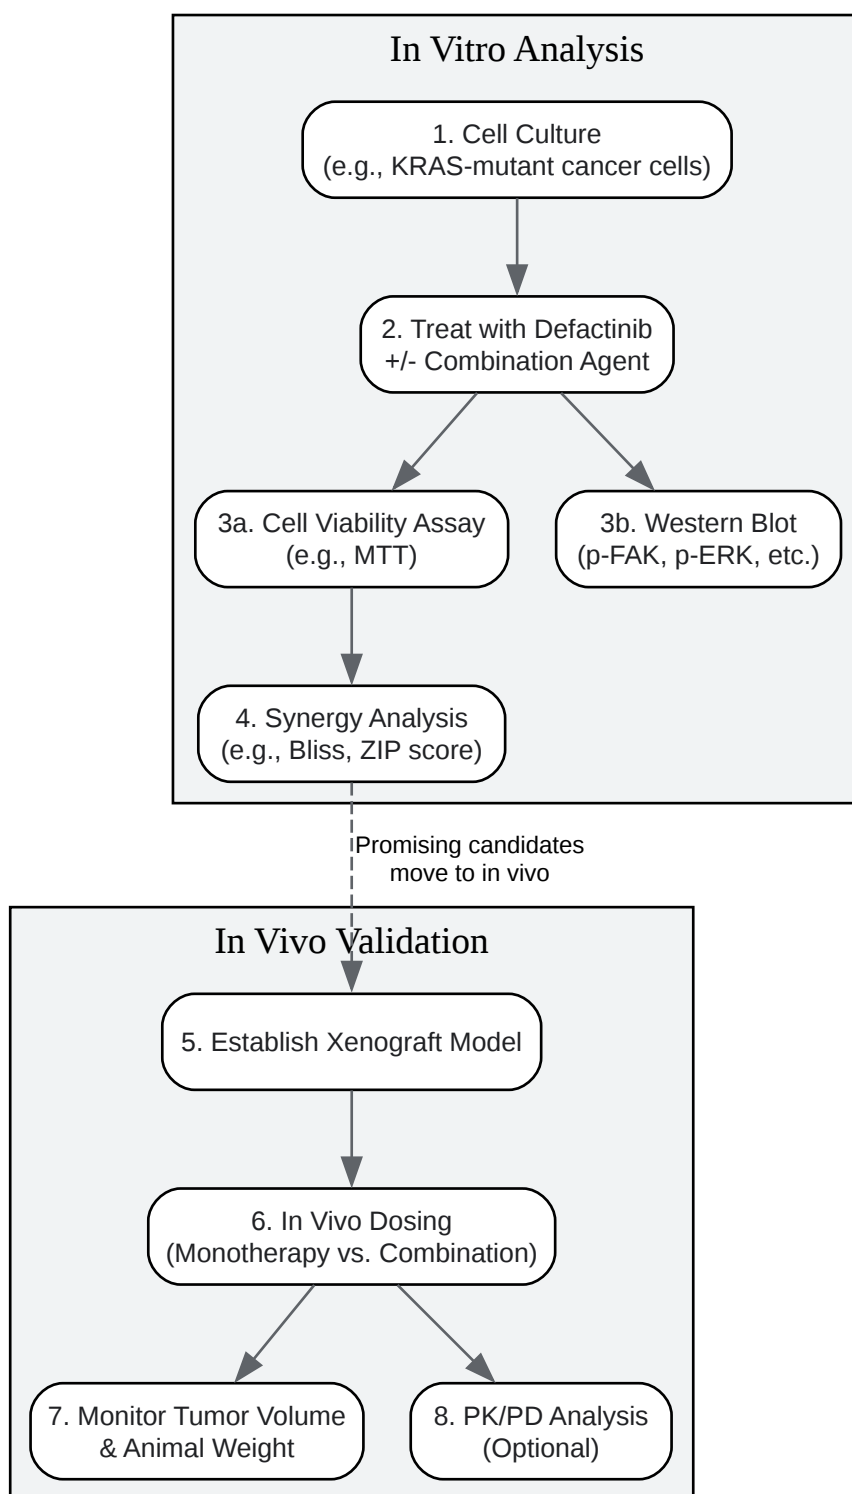 In Vitro Analysis
1. Cell Culture
(e.g., KRAS-mutant cancer cells)
2. Treat with Defactinib
+/- Combination Agent
3a. Cell Viability Assay
(e.g., MTT)
3b. Western Blot
(p-FAK, p-ERK, etc.)
4. Synergy Analysis
(e.g., Bliss, ZIP score)
Promising candidates
move to in vivo
In Vivo Validation
5. Establish Xenograft Model
6. In Vivo Dosing
(Monotherapy vs. Combination)
7. Monitor Tumor Volume
& Animal Weight
8. PK/PD Analysis
(Optional)